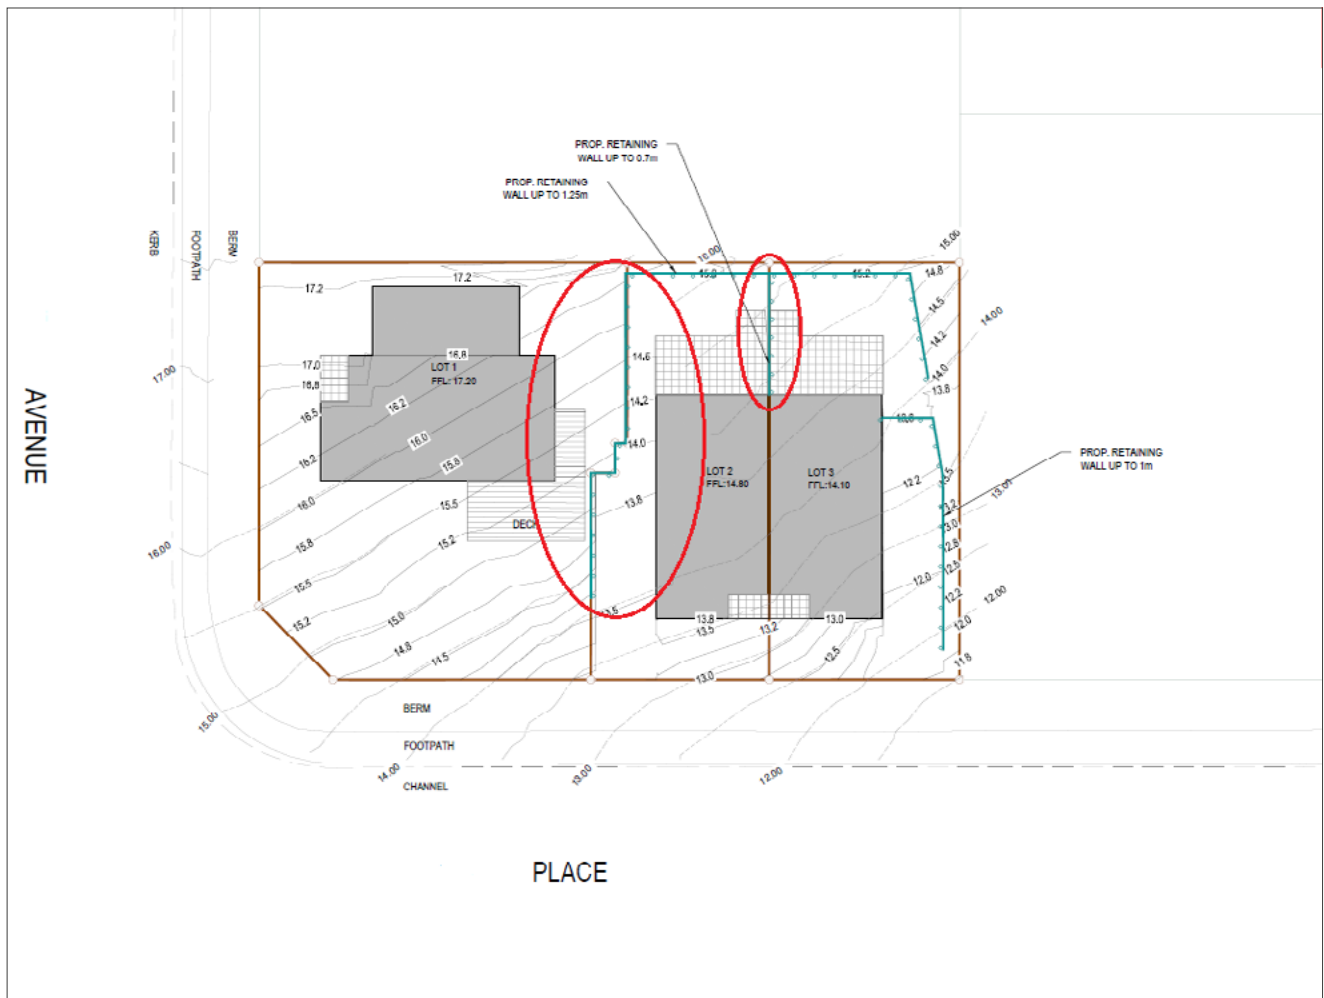 PROP. RETAINING
WALL UP TO 0.7m
PROP. RETAINING
WALL UP TO 1.25m
KERB
FOOTPATH
BERM
AVENUE
16.00
15.00
17.2
17.2
15.2
14.8
14.5
14.2
14.00
14.0
13.8
17.00
17.0
16.8
16.8
LOT 1
FFL: 17.20
16.5
16.2
16.0
15.8
16.2
16.0
15.5
15.2
DECK
14.6
14.2
14.0
13.8
LOT 2
FFL:14.80
LOT 3
FFL:14.10
12.2
13.5
13.00
PROP. RETAINING
WALL UP TO 1m
13.2
13.0
12.8
12.5
12.2
12.0
12.00
12.0
11.8
16.00
15.8
15.5
15.2
15.0
14.8
14.5
13.5
13.8
13.5
13.2
13.0
12.5
13.0
15.00
BERM
FOOTPATH
CHANNEL
14.00
13.00
12.00
PLACE